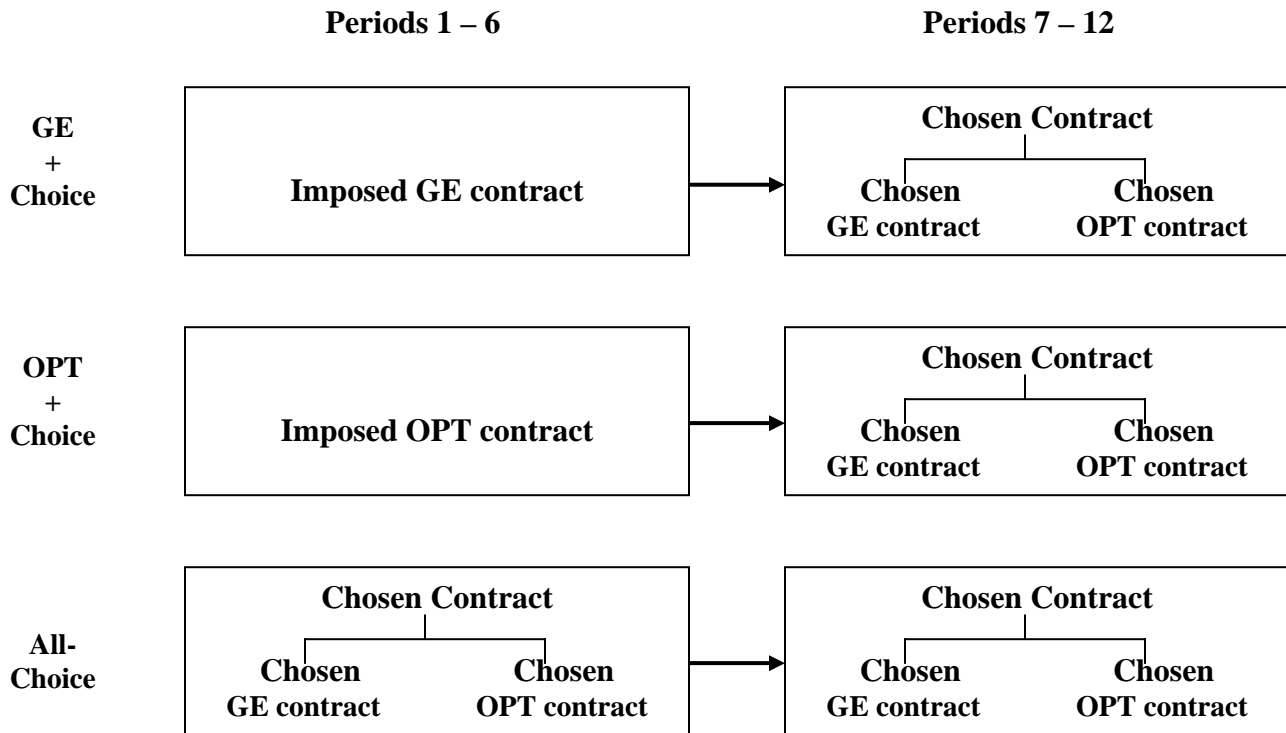 Periods 1 – 6
Periods 7 – 12
GE
+
Choice
Imposed GE contract
Chosen Contract
Chosen
GE contract
Chosen
OPT contract
OPT
+
Choice
Imposed OPT contract
Chosen Contract
Chosen
GE contract
Chosen
OPT contract
All-
Choice
Chosen Contract
Chosen
GE contract
Chosen
OPT contract
Chosen Contract
Chosen
GE contract
Chosen
OPT contract